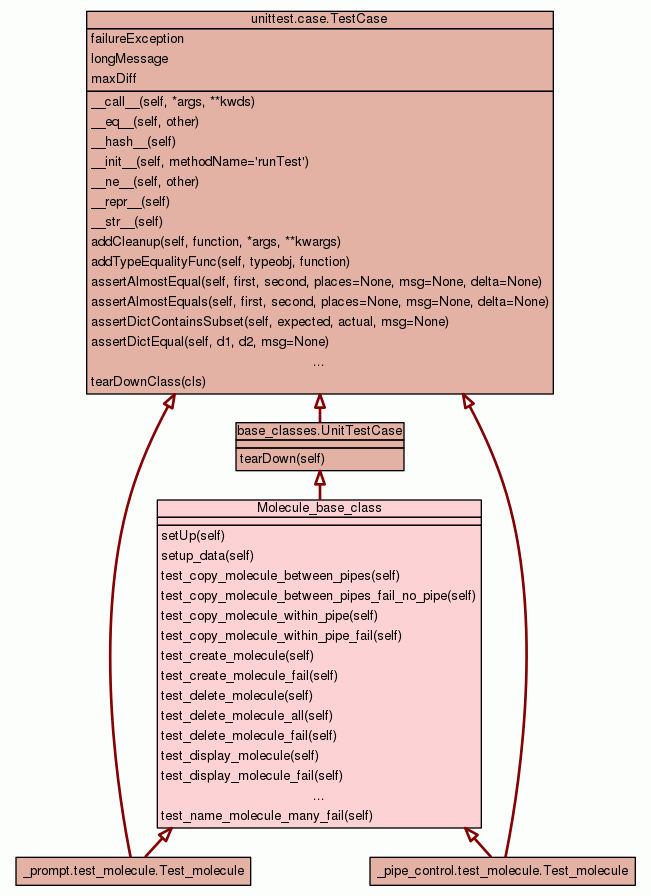 unittest.case.TestCase
failureException
longMessage
maxDiff
__call__(self, *args, **kwds)
__eq__(self, other)
__hash__(self)
__init__(self, methodName='runTest')
__ne__(self, other)
__repr__(self)
__str__(self)
addCleanup(self, function, *args, **kwargs)
addTypeEqualityFunc(self, typeobj, function)
assertAlmostEqual(self, first, second, places=None, msg=None, delta=None)
assertAlmostEquals(self, first, second, places=None, msg=None, delta=None)
assertDictContainsSubset(self, expected, actual, msg=None)
assertDictEqual(self, d1, d2, msg=None)
...
tearDownClass(cls)
base_classes.UnitTestCase
tearDown(self)
Molecule_base_class
setUp(self)
setup_data(self)
test_copy_molecule_between_pipes(self)
test_copy_molecule_between_pipes_fail_no_pipe(self)
test_copy_molecule_within_pipe(self)
test_copy_molecule_within_pipe_fail(self)
test_create_molecule(self)
test_create_molecule_fail(self)
test_delete_molecule(self)
test_delete_molecule_all(self)
test_delete_molecule_fail(self)
test_display_molecule(self)
test_display_molecule_fail(self)
...
test_name_molecule_many_fail(self)
_prompt.test_molecule.Test_molecule
_pipe_control.test_molecule.Test_molecule